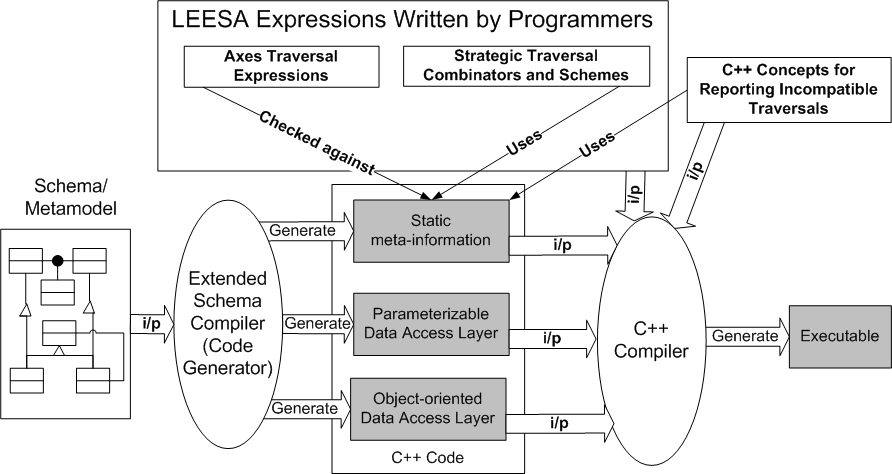 LEESA Expressions Written by Programmers
Axes Traversal
Expressions
Strategic Traversal
Combinators and Schemes
C++ Concepts for
Reporting Incompatible
Traversals
Checked against
Uses
Uses
i/p
i/p
Schema/
Metamodel
i/p
Extended
Schema
Compiler
(Code
Generator)
Generate
Static
meta-information
i/p
Generate
Parameterizable
Data Access Layer
i/p
Generate
Object-oriented
Data Access Layer
i/p
C++ Code
C++
Compiler
Generate
Executable